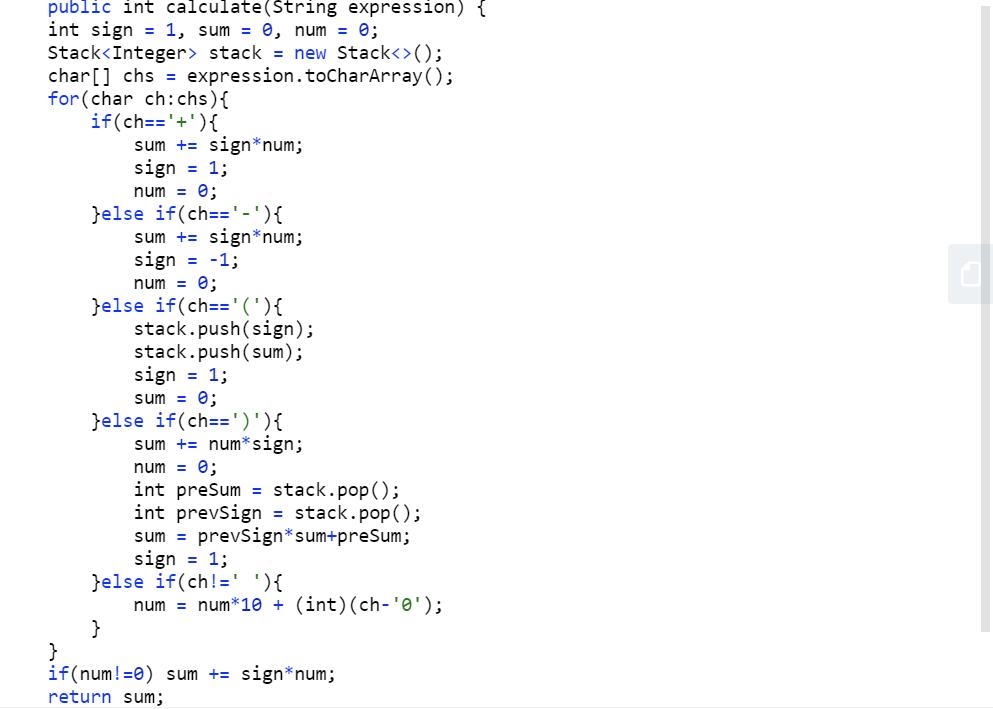 public int calculate(String expression) {
int sign = 1, sum = 0, num = 0;
Stack<Integer> stack = new Stack<>();
char[] chs = expression.toCharArray();
for(char ch:chs){
    if(ch=='+'){
        sum += sign*num;
        sign = 1;
        num = 0;
    }else if(ch=='-'){
        sum += sign*num;
        sign = -1;
        num = 0;
    }else if(ch=='('){
        stack.push(sign);
        stack.push(sum);
        sign = 1;
        sum = 0;
    }else if(ch==')'){
        sum += num*sign;
        num = 0;
        int preSum = stack.pop();
        int prevSign = stack.pop();
        sum = prevSign*sum+preSum;
        sign = 1;
    }else if(ch!=' '){
        num = num*10 + (int)(ch-'0');
    }
}
if(num!=0) sum += sign*num;
return sum;